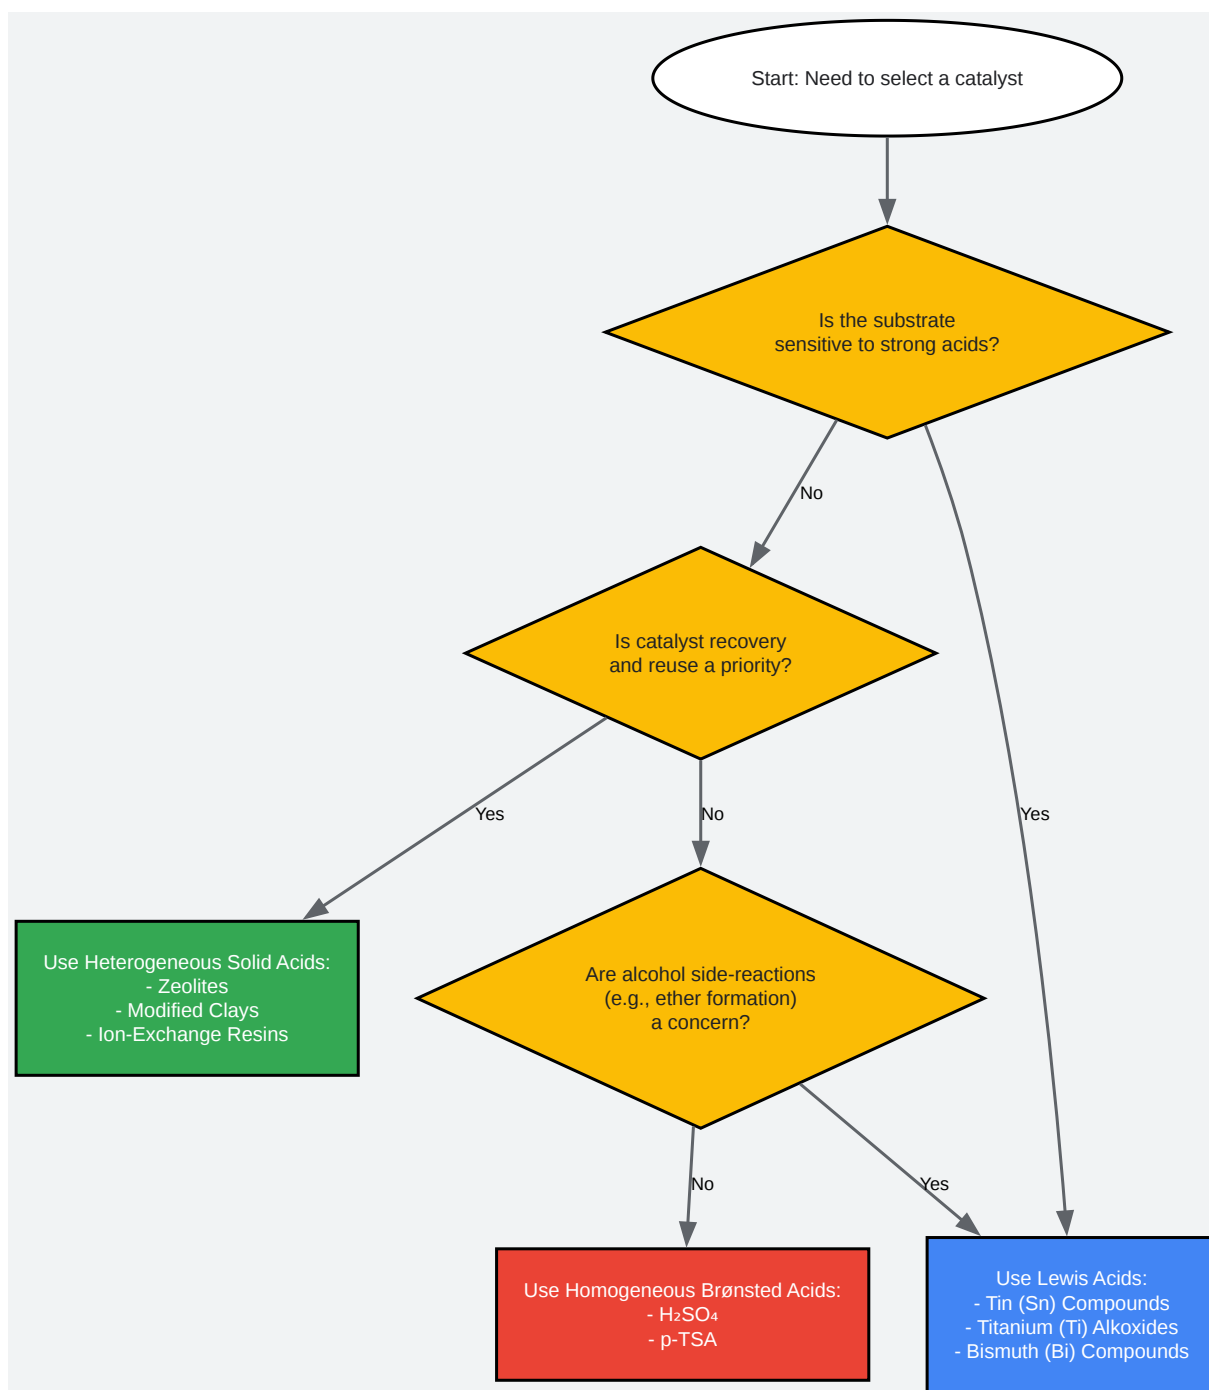 Start: Need to select a catalyst
Is the substrate
sensitive to strong acids?
No
Is catalyst recovery
and reuse a priority?
Yes
No
Yes
Use Heterogeneous Solid Acids:
- Zeolites
- Modified Clays
- Ion-Exchange Resins
Are alcohol side-reactions
(e.g., ether formation)
a concern?
No
Yes
Use Homogeneous Brønsted Acids:
- H₂SO₄
- p-TSA
Use Lewis Acids:
- Tin (Sn) Compounds
- Titanium (Ti) Alkoxides
- Bismuth (Bi) Compounds